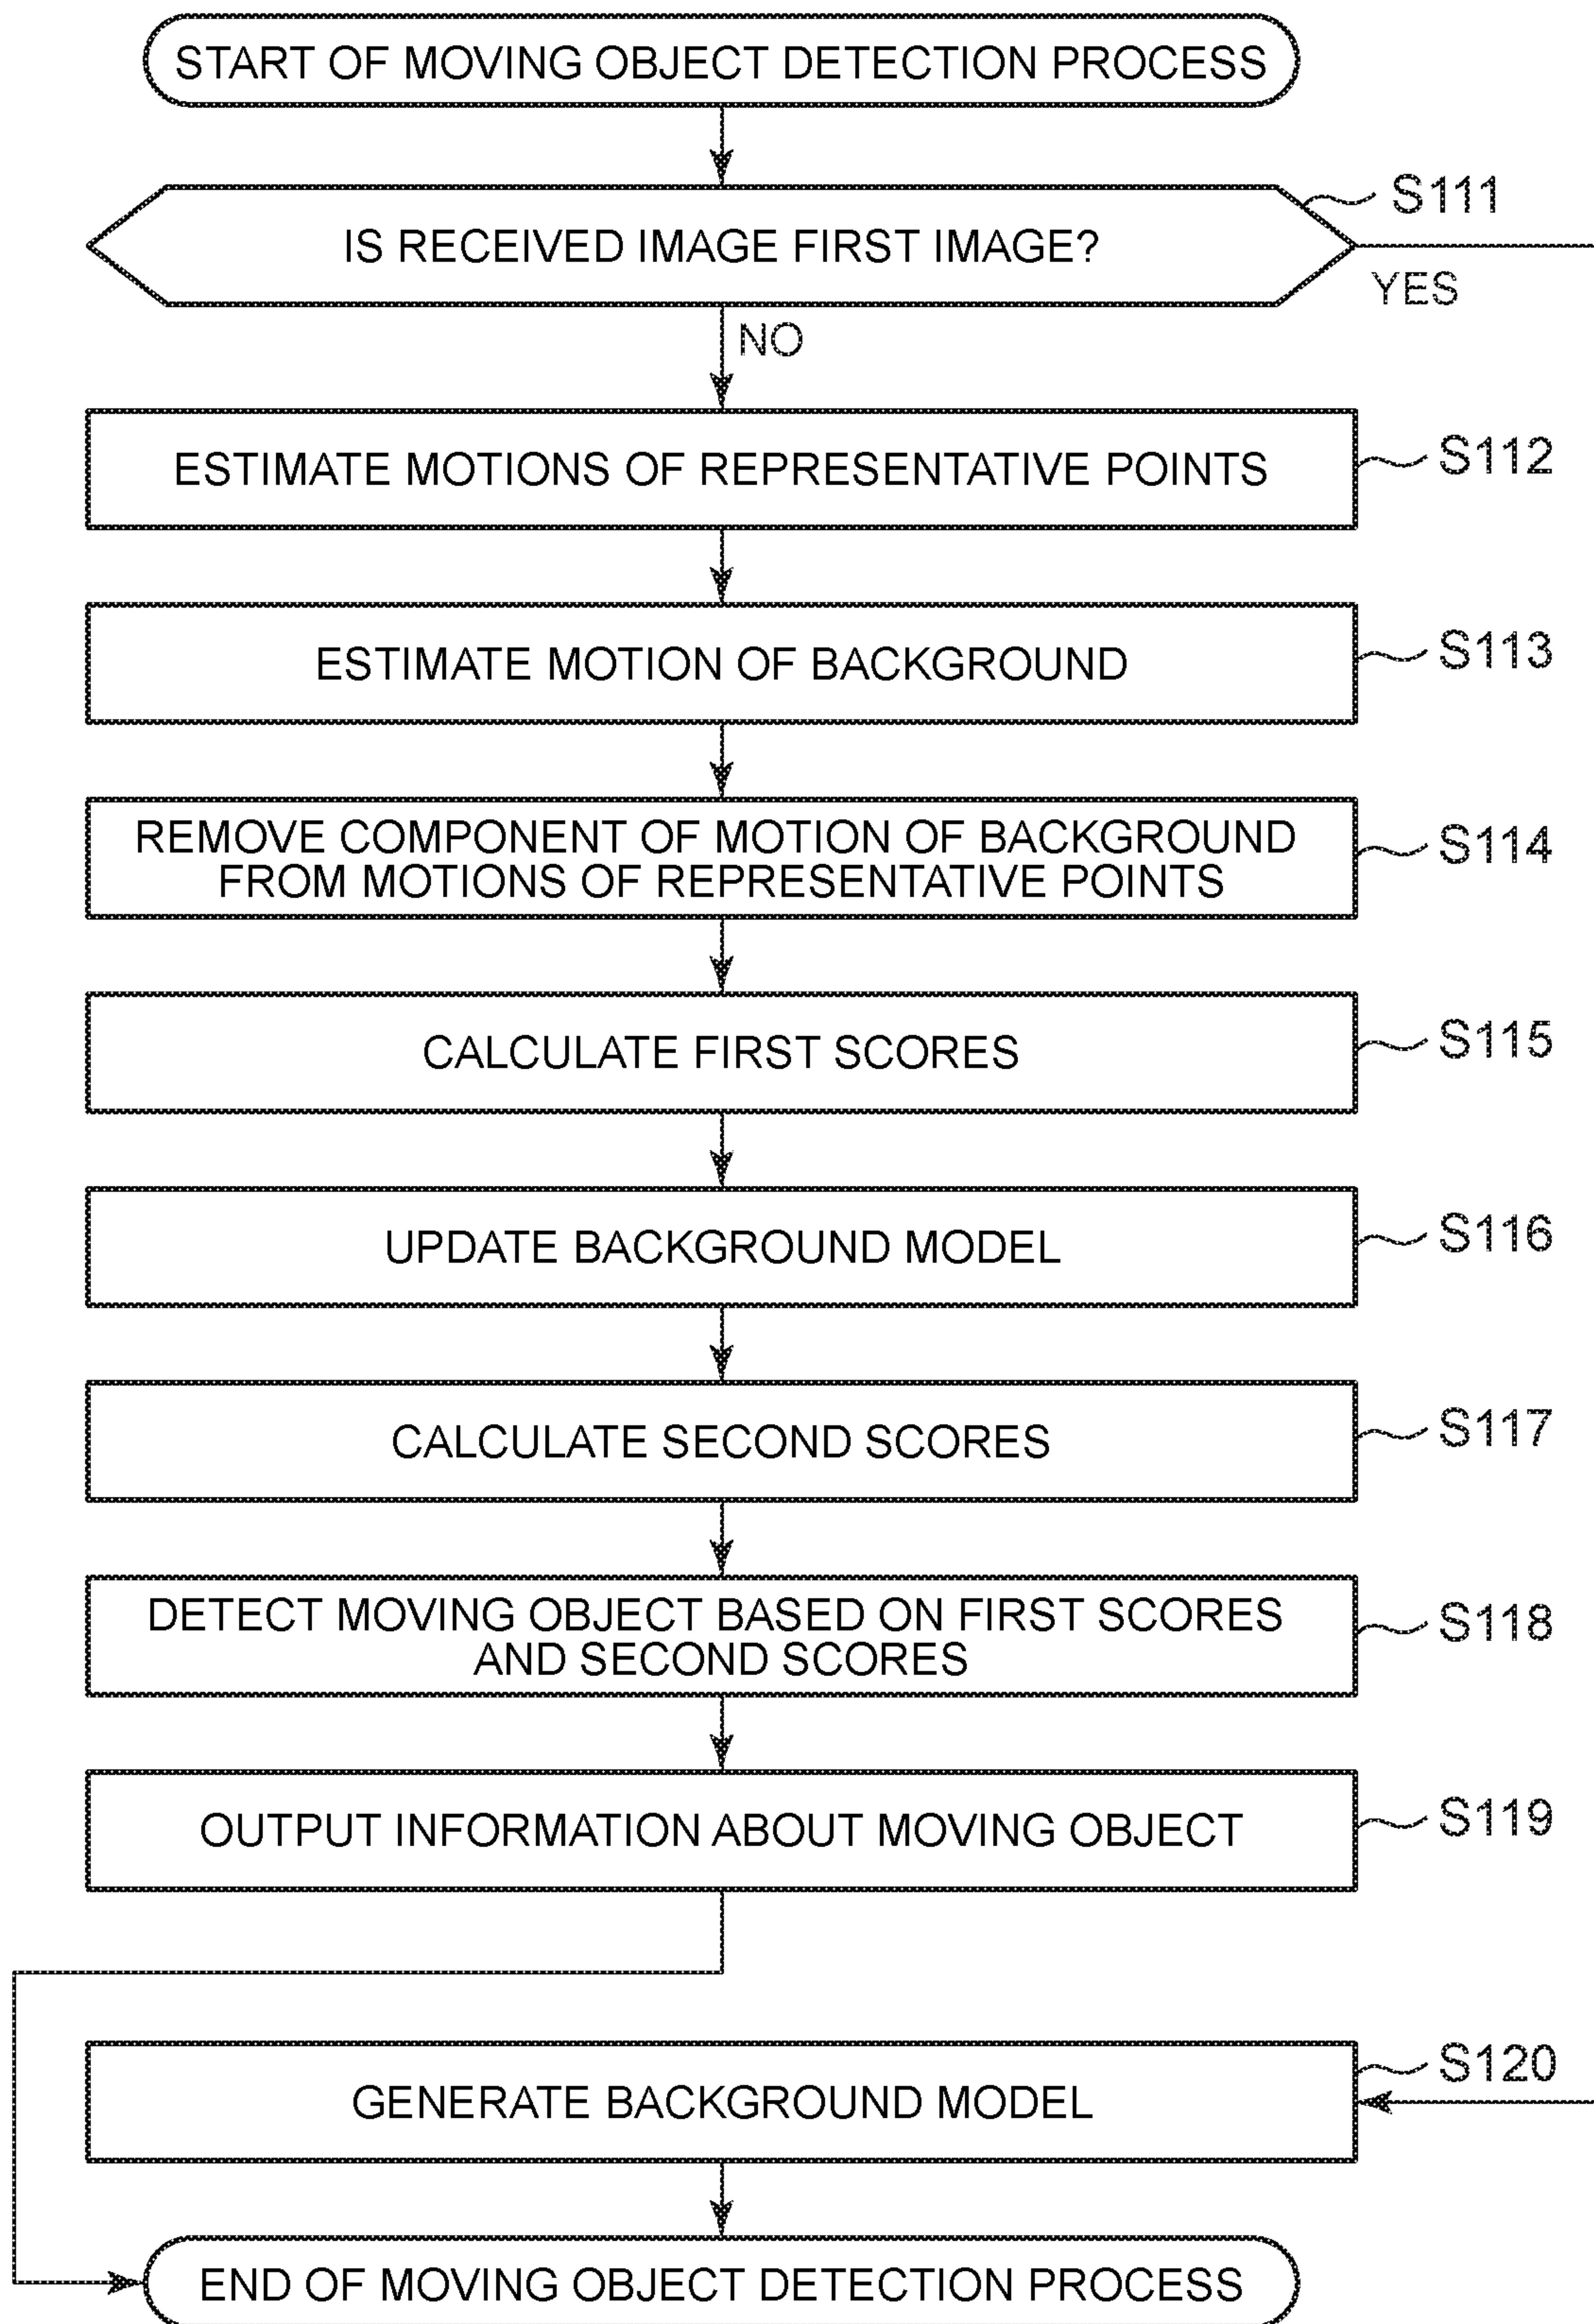 START OF MOVING OBJECT DETECTION PROCESS
S111
IS RECEIVED IMAGE FIRST IMAGE?
YES
NO
ESTIMATE MOTIONS OF REPRESENTATIVE POINTS
S112
ESTIMATE MOTION OF BACKGROUND
S113
REMOVE COMPONENT OF MOTION OF BACKGROUND
FROM MOTIONS OF REPRESENTATIVE POINTS
S114
CALCULATE FIRST SCORES
S115
UPDATE BACKGROUND MODEL
S116
CALCULATE SECOND SCORES
S117
DETECT MOVING OBJECT BASED ON FIRST SCORES
AND SECOND SCORES
S118
OUTPUT INFORMATION ABOUT MOVING OBJECT
S119
GENERATE BACKGROUND MODEL
S120
END OF MOVING OBJECT DETECTION PROCESS